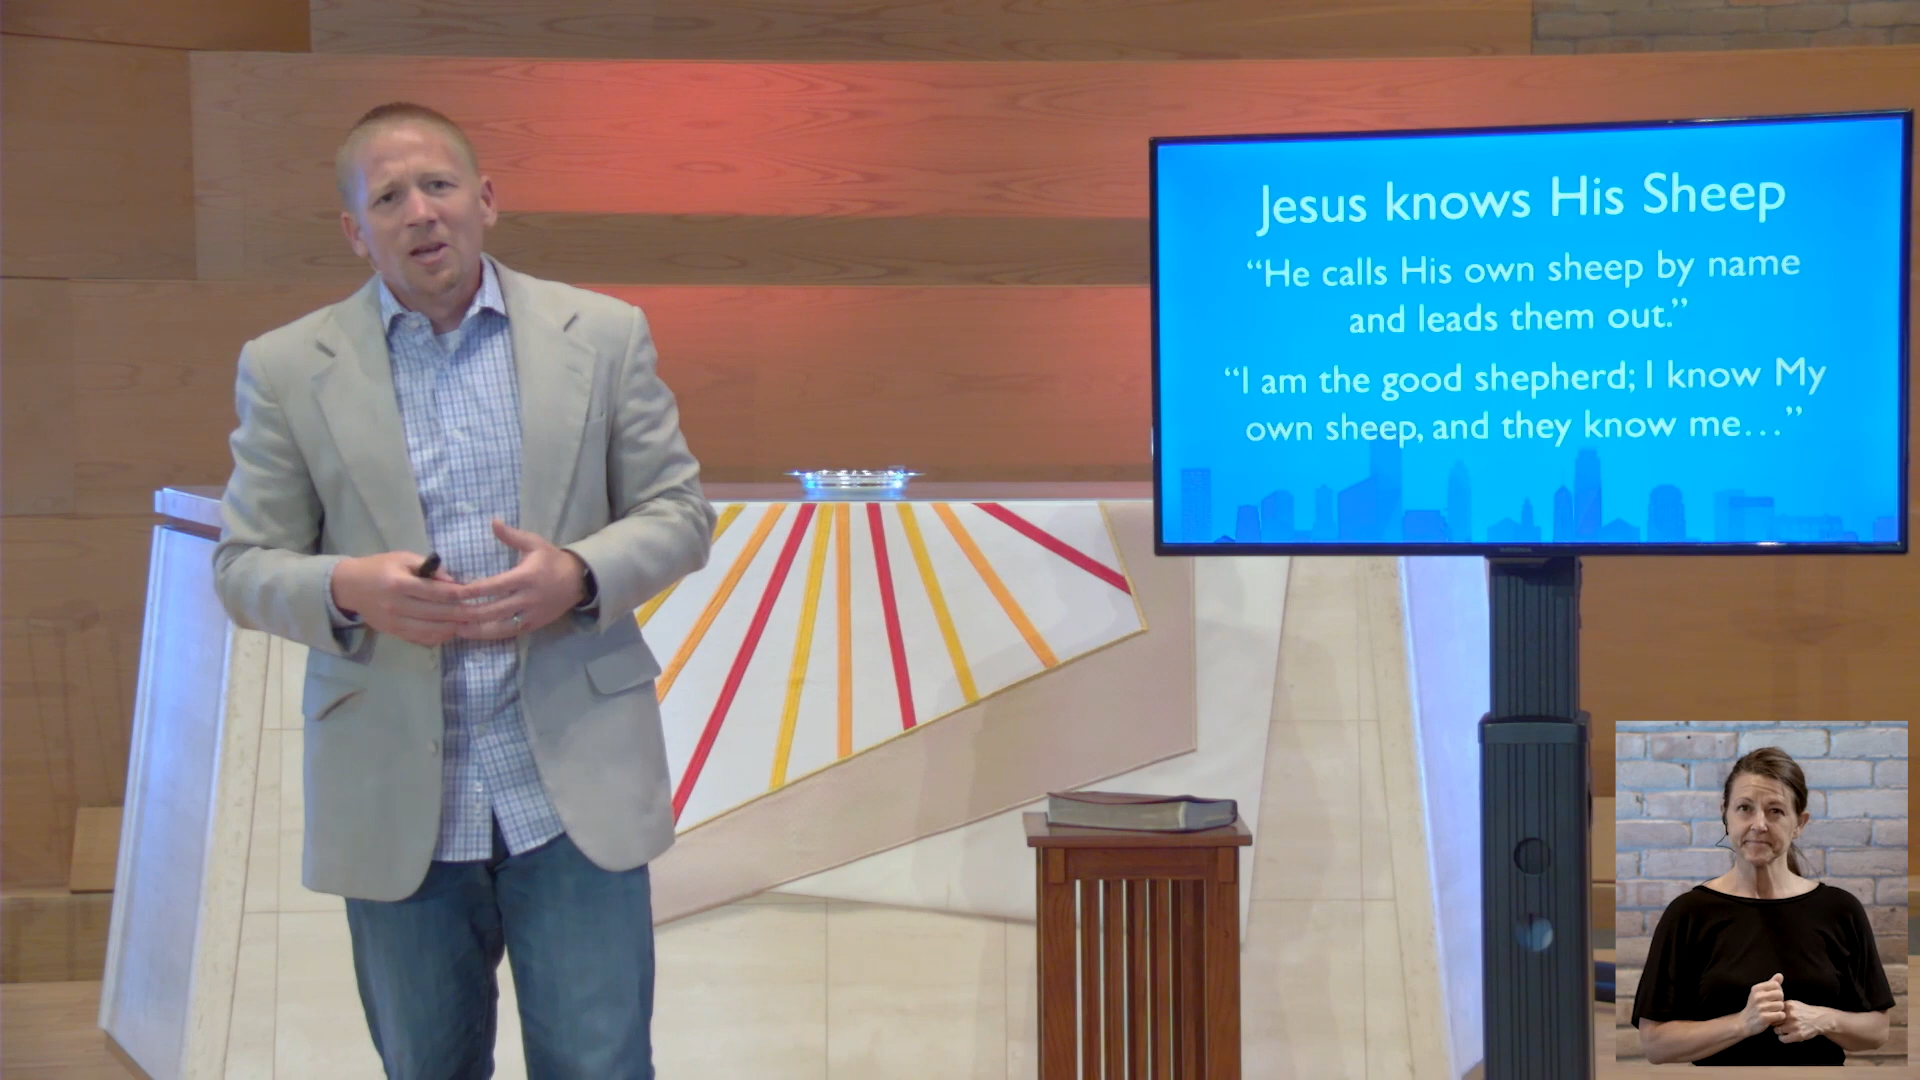 Jesus knows His Sheep
“He calls His own sheep by name
and leads them out.”
“I am the good shepherd; I know My
own sheep, and they know me…”